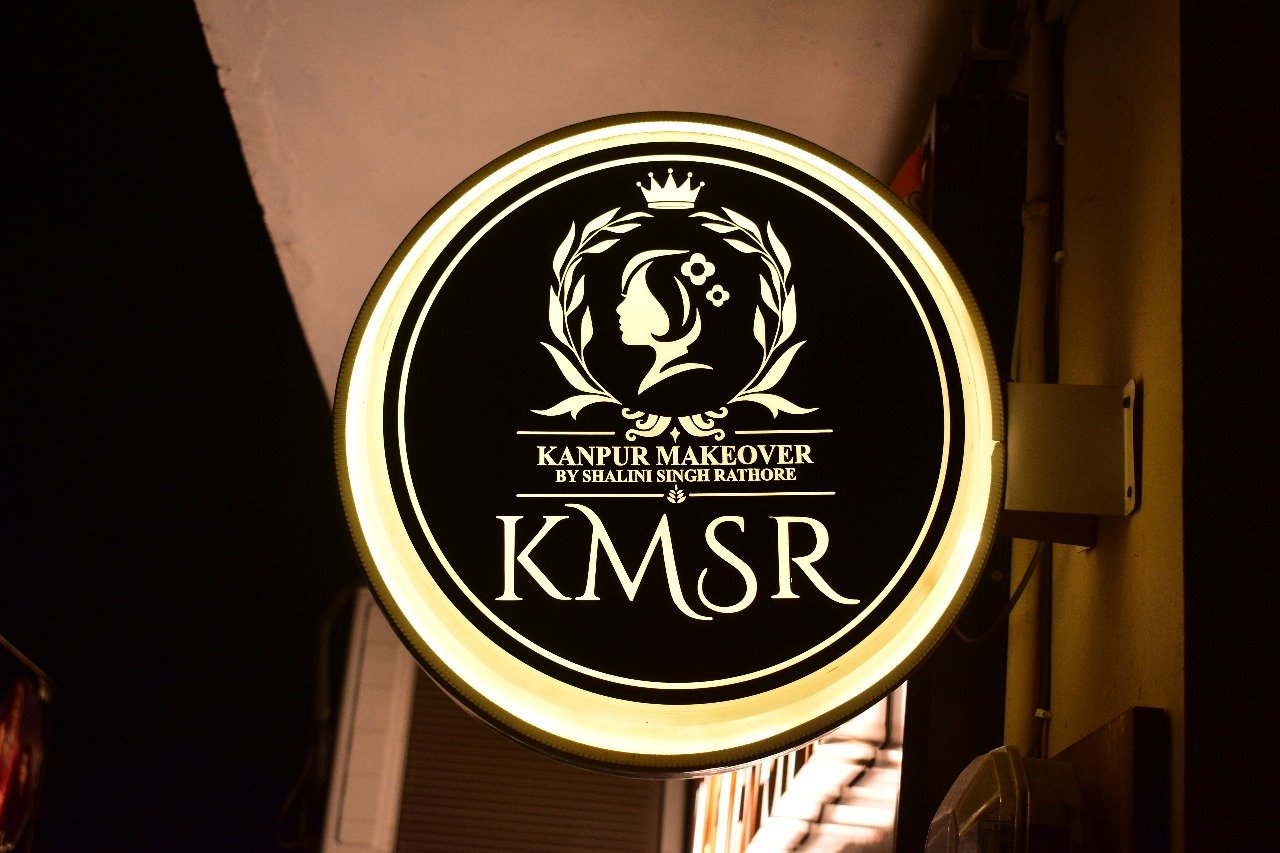 KANPUR MAKEOVER
BY SHALINI SINGH RATHORE
KMSR